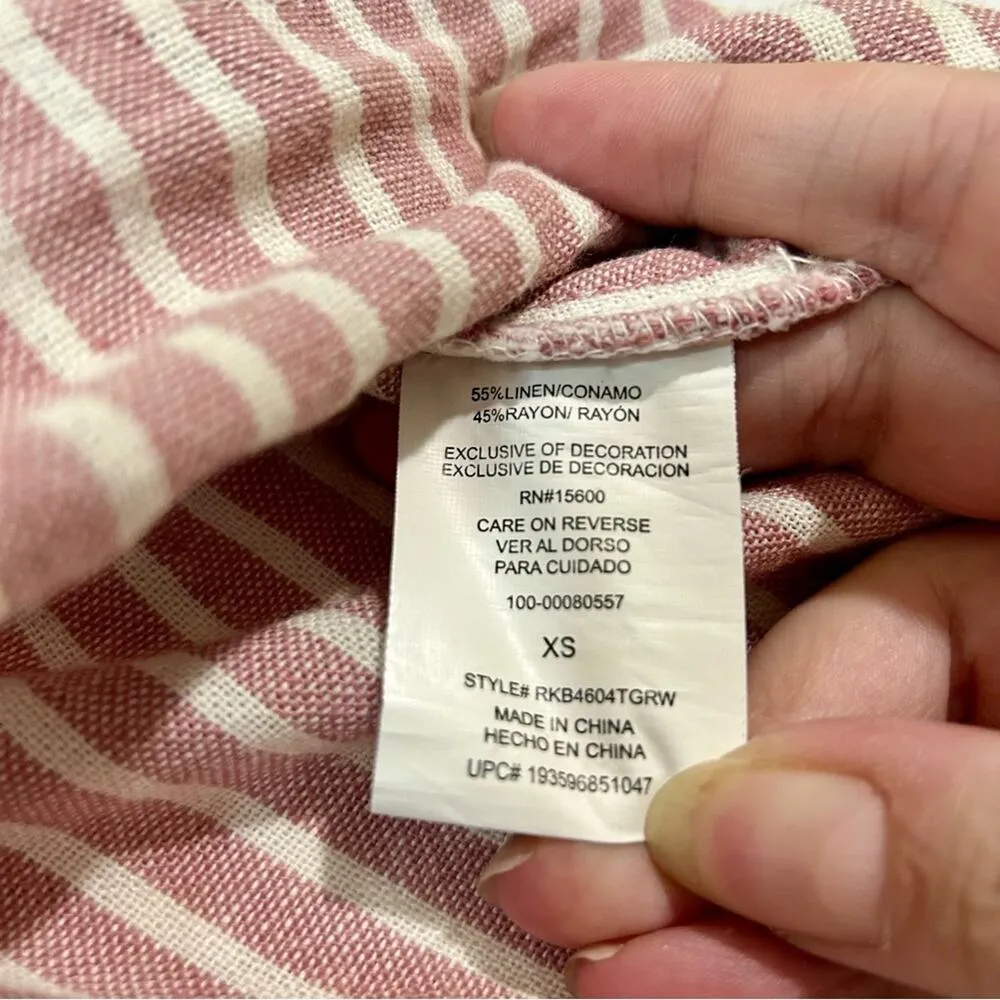 55%LINEN/CONAMO
45%RAYON/ RAYÓN
EXCLUSIVE OF DECORATION
EXCLUSIVE DE DECORACION
RN#15600
CARE ON REVERSE
VER AL DORSO
PARA CUIDADO
100-00080557
XS
STYLE# RKB4604TGRW
MADE IN CHINA
HECHO EN CHINA
UPC# 193596851047